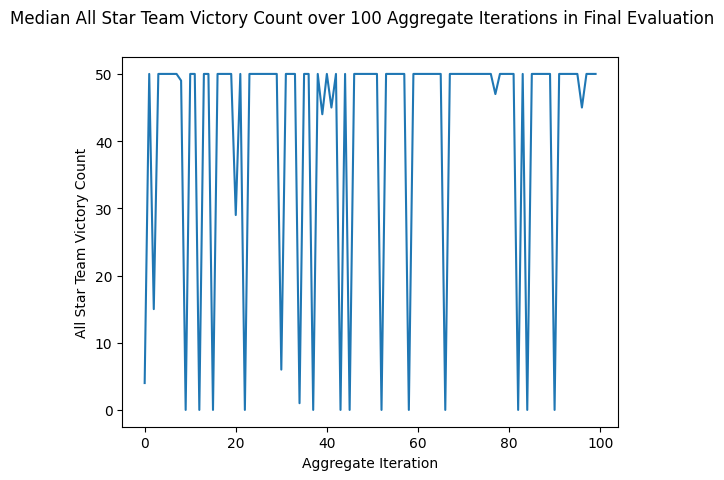 Median All Star Team Victory Count over 100 Aggregate Iterations in Final Evaluation
All Star Team Victory Count
50
40
30
20
10
0
0 20 40 60 80 100
Aggregate Iteration